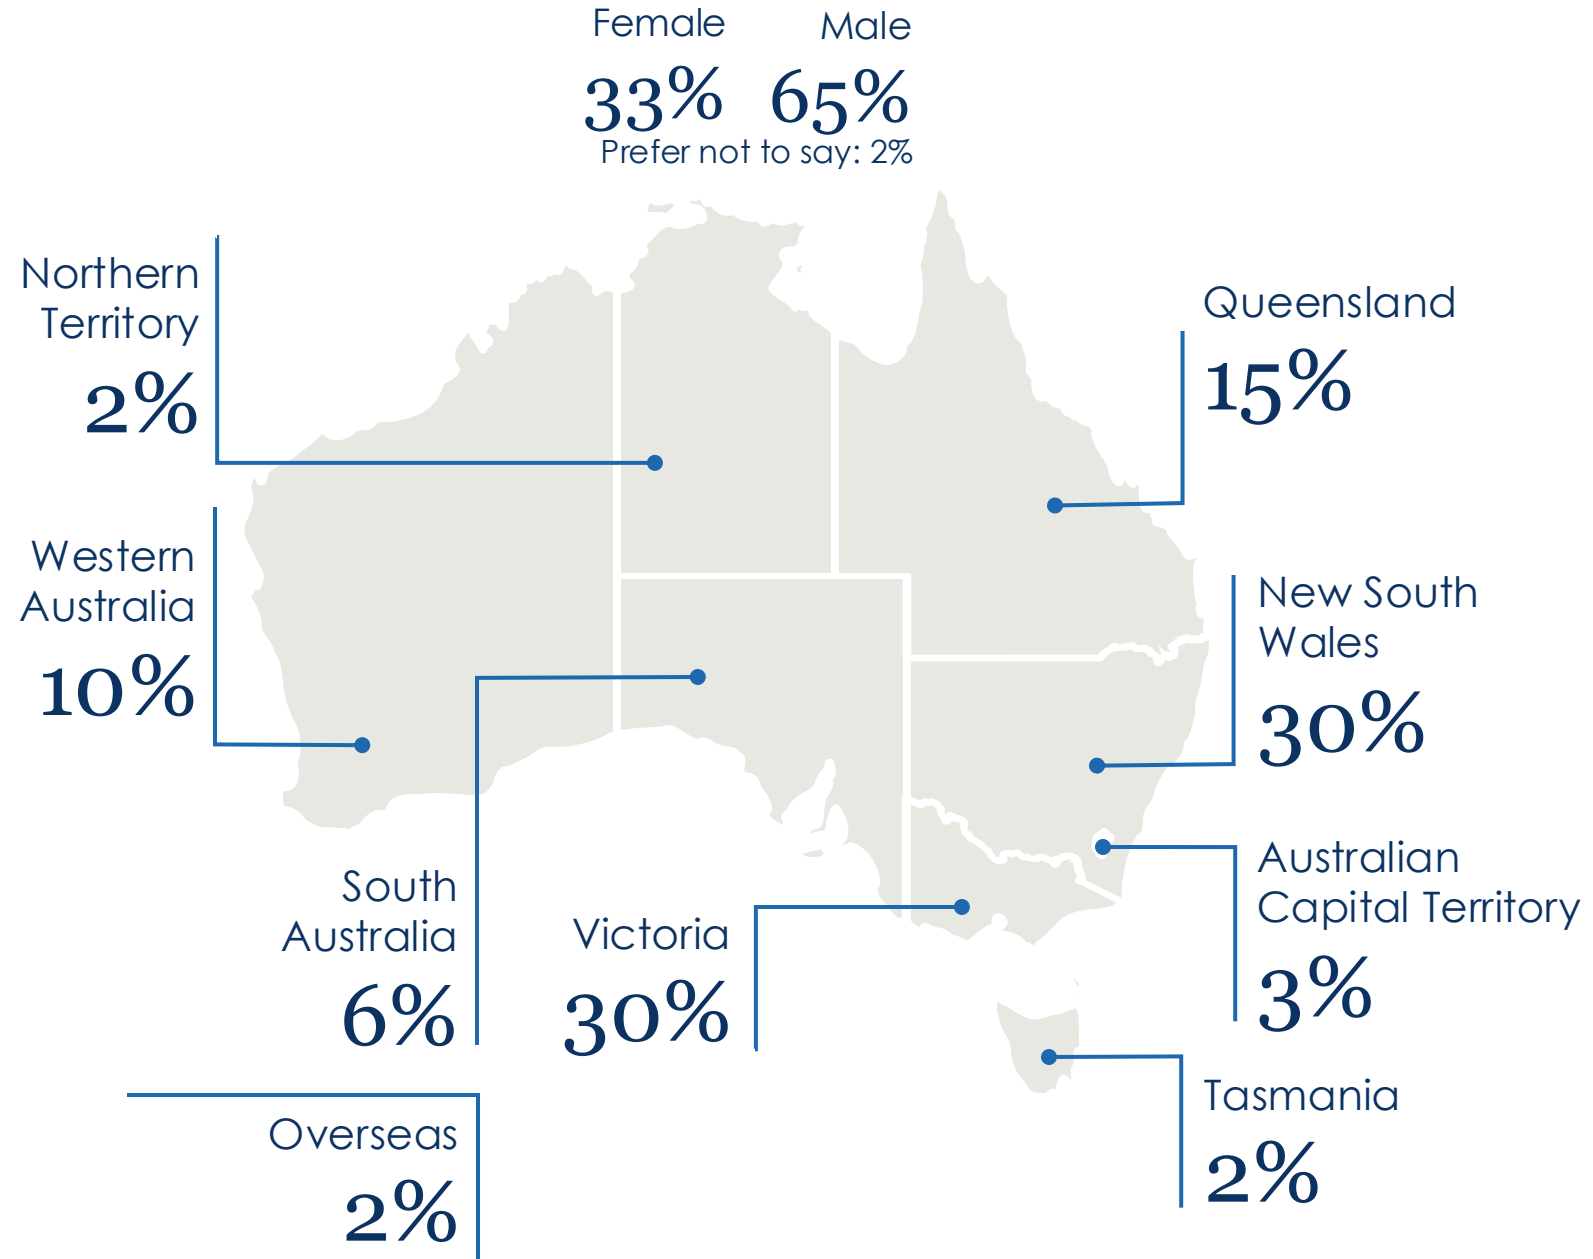 Female
33%
Male
65%
Prefer not to say: 2%
Northern
Territory
2%
Queensland
15%
Western
Australia
10%
New South
Wales
30%
South
Australia
6%
Victoria
30%
Australian
Capital Territory
3%
Tasmania
2%
Overseas
2%